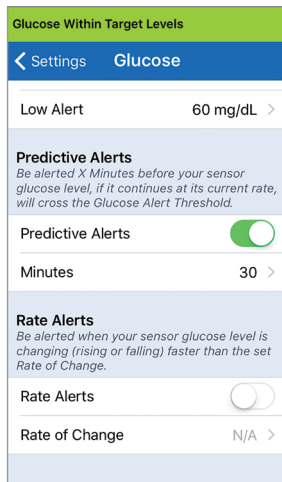 Glucose Within Target Levels
Settings Glucose
Low Alert 60 mg/dL
Predictive Alerts
Be alerted X Minutes before your sensor
glucose level, if it continues at its current rate,
will cross the Glucose Alert Threshold.
Predictive Alerts
Minutes 30
Rate Alerts
Be alerted when your sensor glucose level is
changing (rising or falling) faster than the set
Rate of Change.
Rate Alerts
Rate of Change N/A